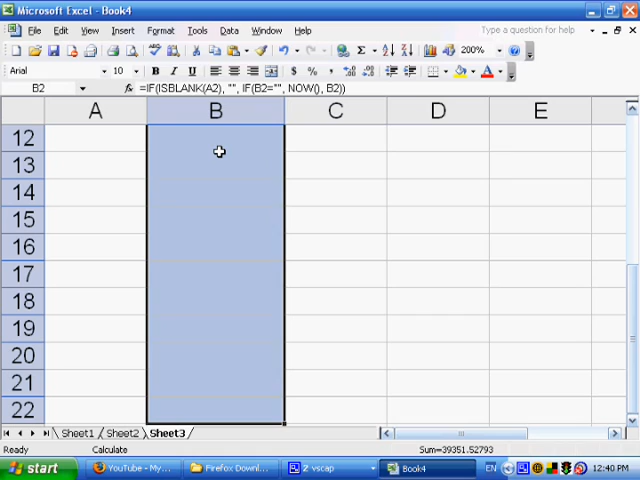 Microsoft Excel - Book4
File Edit View Insert Format Tools Data Window Help Type a question for help
200%
Arial 10 B I U $ % ,
B2 fx =IF(ISBLANK(A2), "", IF(B2="", NOW(), B2))
A B C D E
12
13
14
15
16
17
18
19
20
21
22
Sheet1 Sheet2 Sheet3
Ready Calculate Sum=39351.52793
start YouTube - My... Firefox Downl... 2 vscap Book4 EN 12:40 PM